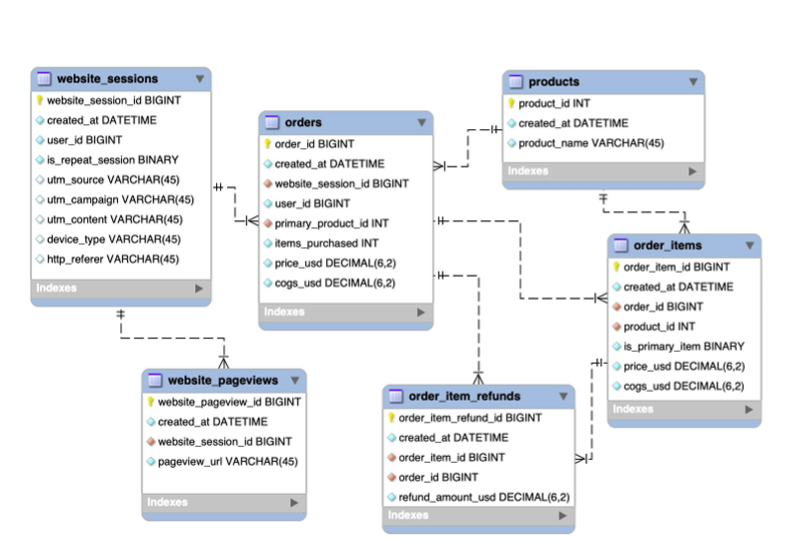 website_sessions
website_session_id BIGINT
created_at DATETIME
user_id BIGINT
is_repeat_session BINARY
utm_source VARCHAR(45)
utm_campaign VARCHAR(45)
utm_content VARCHAR(45)
device_type VARCHAR(45)
http_referer VARCHAR(45)
Indexes
orders
order_id BIGINT
created_at DATETIME
website_session_id BIGINT
user_id BIGINT
primary_product_id INT
items_purchased INT
price_usd DECIMAL(6,2)
cogs_usd DECIMAL(6,2)
Indexes
products
product_id INT
created_at DATETIME
product_name VARCHAR(45)
Indexes
order_items
order_item_id BIGINT
created_at DATETIME
order_id BIGINT
product_id INT
is_primary_item BINARY
price_usd DECIMAL(6,2)
cogs_usd DECIMAL(6,2)
Indexes
website_pageviews
website_pageview_id BIGINT
created_at DATETIME
website_session_id BIGINT
pageview_url VARCHAR(45)
Indexes
order_item_refunds
order_item_refund_id BIGINT
created_at DATETIME
order_item_id BIGINT
order_id BIGINT
refund_amount_usd DECIMAL(6,2)
Indexes